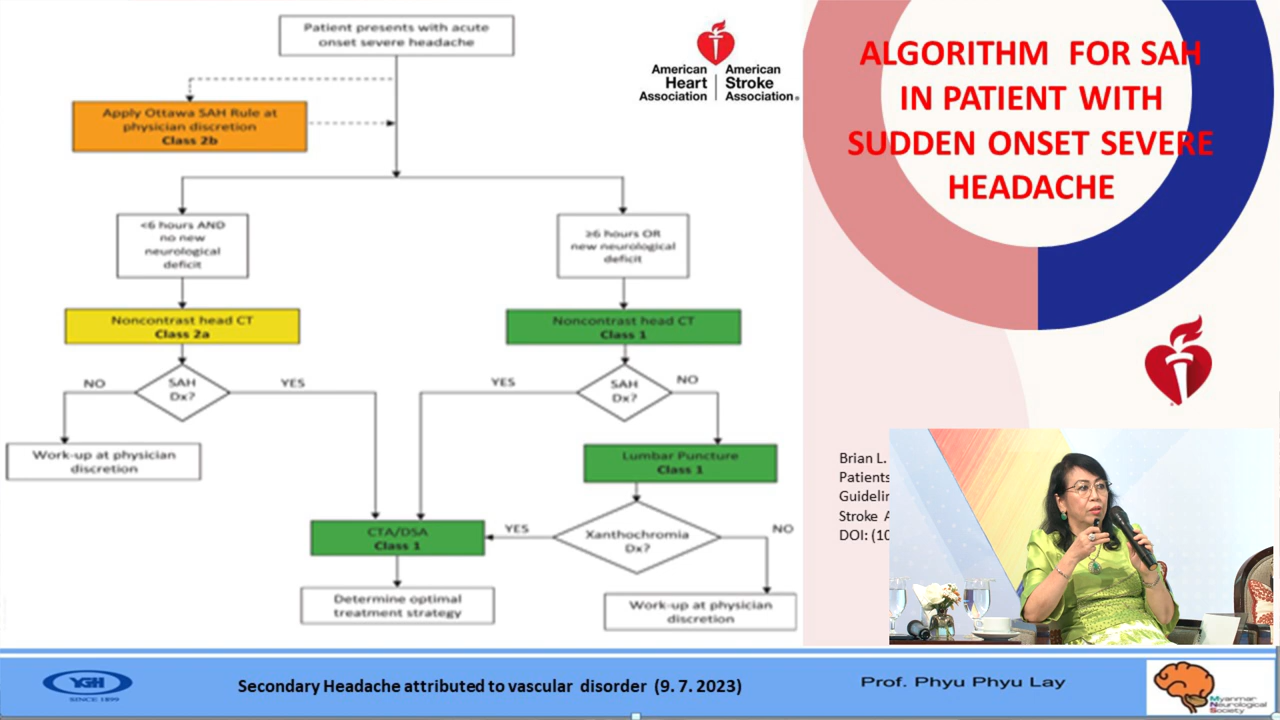 Patient presents with acute
onset severe headache
American
Heart
Association
American
Stroke
Association®
Apply Ottawa SAH Rule at
physician discretion
Class 2b
<6 hours AND
no new
neurological
deficit
≥6 hours OR
new neurological
deficit
Noncontrast head CT
Class 2a
Noncontrast head CT
Class 1
NO
SAH
Dx?
YES
YES
SAH
Dx?
NO
Work-up at physician
discretion
Lumbar Puncture
Class 1
CTA/DSA
Class 1
YES
Xanthochromia
Dx?
NO
Determine optimal
treatment strategy
Work-up at physician
discretion
ALGORITHM FOR SAH
IN PATIENT WITH
SUDDEN ONSET SEVERE
HEADACHE
Brian L.
Patients
Guidelin
Stroke A
DOI: (10
YGH
SINCE 1899
Secondary Headache attributed to vascular disorder (9. 7. 2023)
Prof. Phyu Phyu Lay
Myanmar
Neurological
Society